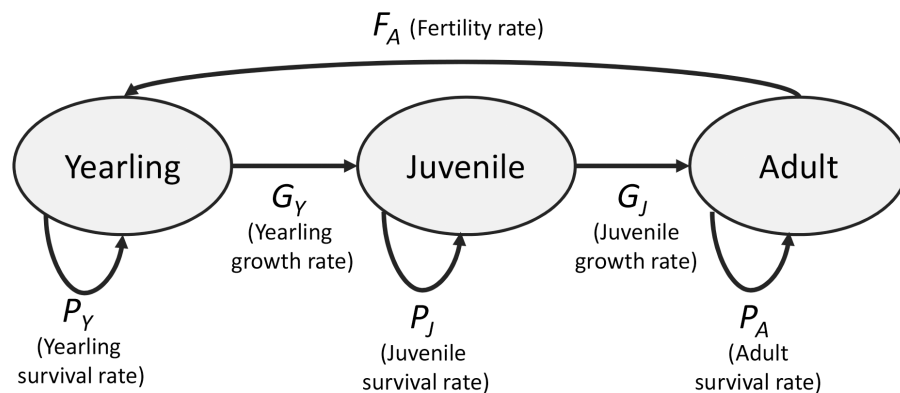 F_A (Fertility rate)
Yearling
Juvenile
Adult
G_Y
(Yearling
growth rate)
G_J
(Juvenile
growth rate)
P_Y
(Yearling
survival rate)
P_J
(Juvenile
survival rate)
P_A
(Adult
survival rate)